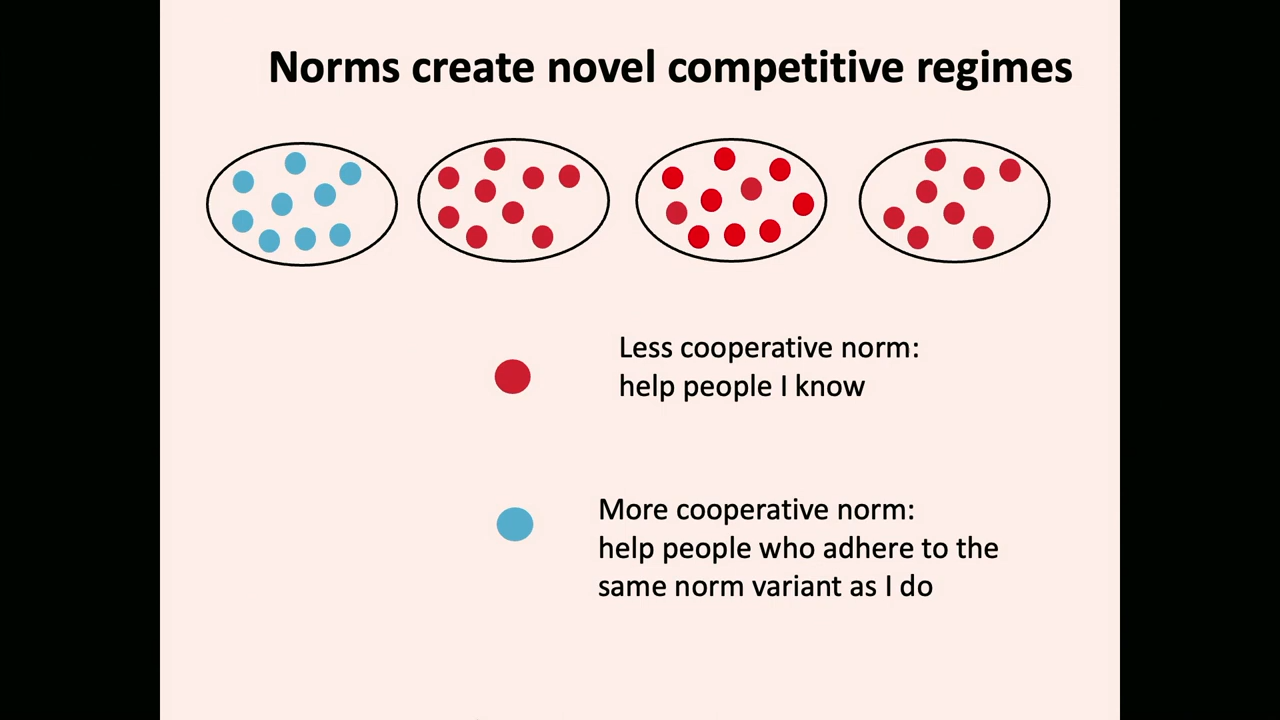 Norms create novel competitive regimes
Less cooperative norm:
help people I know
More cooperative norm:
help people who adhere to the
same norm variant as I do